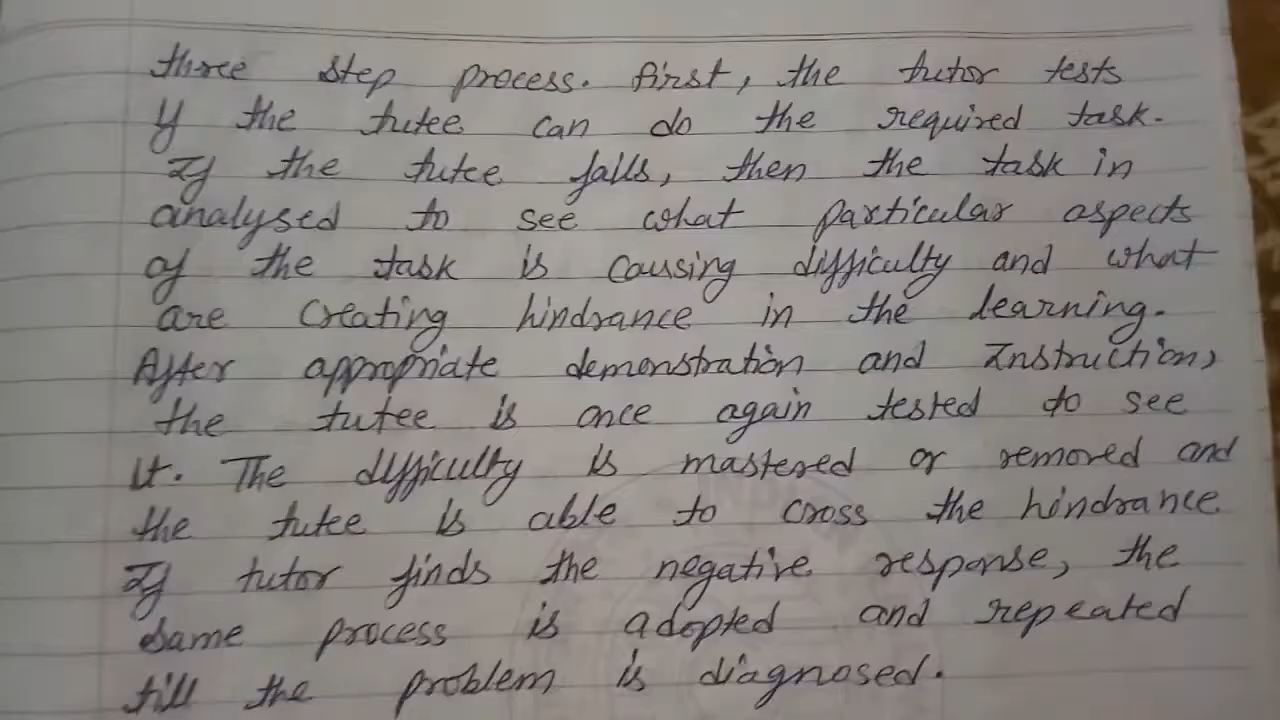 three step process. first, the tutor tests
If the tutee can do the required task.
If the tutee falls, then the task in
analysed to see what particular aspects
of the task is causing difficulty and what
are creating hindrance in the learning.
After appropriate demonstration and Instruction,
the tutee is once again tested to see
It. The difficulty is mastered or removed and
the tutee is able to cross the hindrance
If tutor finds the negative response, the
same process is adopted and repeated
till the problem is diagnosed.